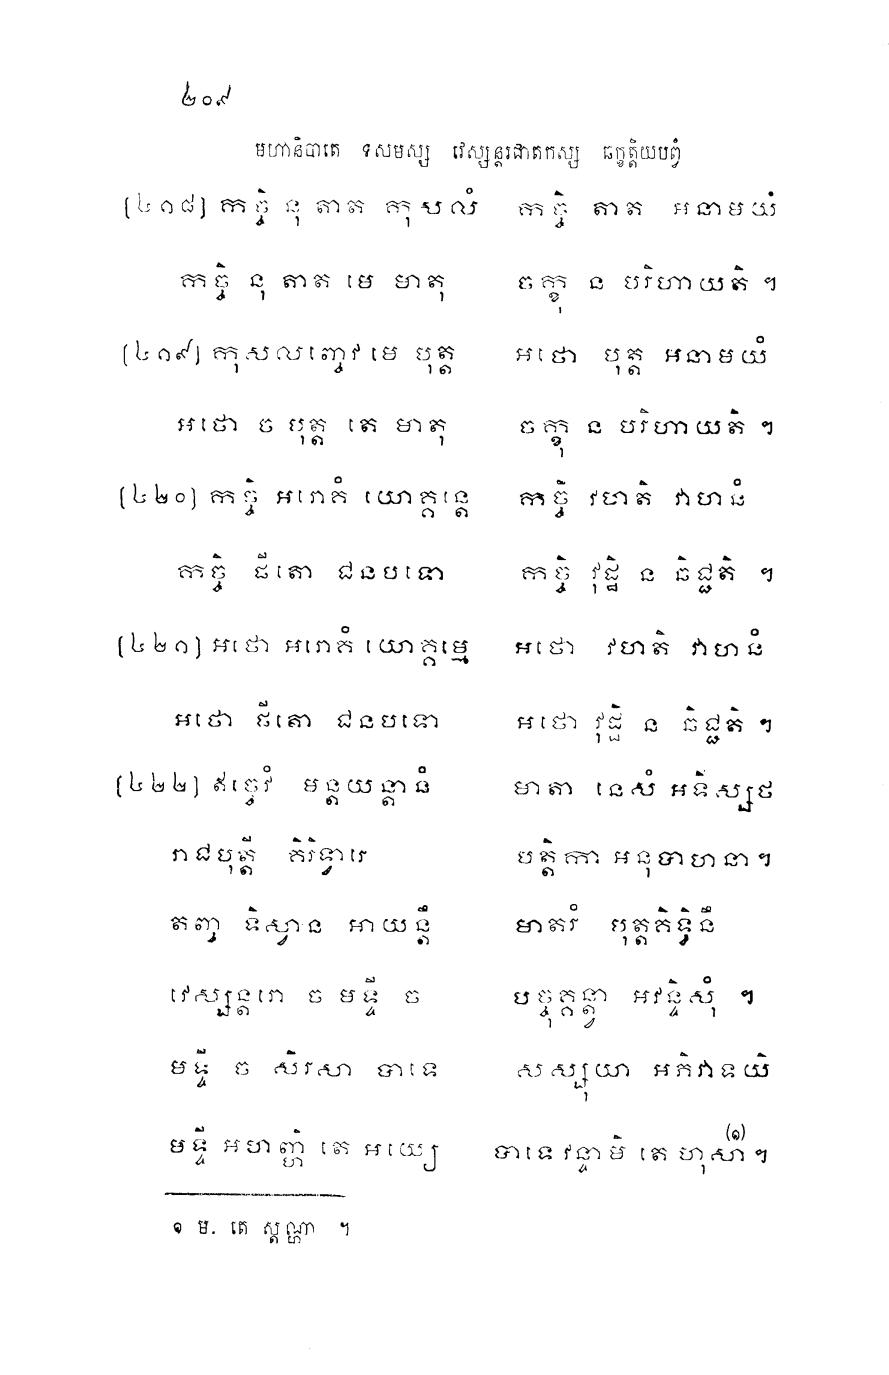 ២០៩
មហានិបាតេ ទសមស្ស វេស្សន្តរជាតកស្ស ឆក្ខត្តិយបព្វំ
[៤១៨] កច្ចិ នុ តាត កុសលំ កច្ចិ តាត អនាមយំ
កច្ចិ នុ តាត មេ មាតុ ចក្ខុ ន បរិហាយតិ ។
[៤១៩] កុសលញ្ចេវ មេ បុត្ត អថោ បុត្ត អនាមយំ
អថោ ច បុត្ត តេ មាតុ ចក្ខុ ន បរិហាយតិ ។
[៤២០] កច្ចិ អរោគំ យោគ្គន្តេ កច្ចិ វហតិ វាហនំ
កច្ចិ ផីតោ ជនបទោ កច្ចិ វុដ្ឋិ ន ឆិជ្ជតិ ។
[៤២១] អថោ អរោគំ យោគ្គម្មេ អថោ វហតិ វាហនំ
អថោ ផីតោ ជនបទោ អថោ វុដ្ឋិ ន ឆិជ្ជតិ ។
[៤២២] ឥច្ចេវំ មន្តយន្តានំ មាតា នេសំ អទិស្សថ
រាជបុត្តី គិរិទ្វារេ បត្តិកា អនុបាហនា ។
តញ្ច ទិស្វាន អាយន្តឹ មាតរំ បុត្តគិទ្ធិនឹ
វេស្សន្តរោ ច មទ្ទី ច បច្ចុគ្គន្ត្វា អវន្ទិសុំ ។
មទ្ទី ច សិរសា បាទេ សស្សុយា អភិវាទយិ
មទ្ទី អហញ្ហិ តេ អយ្យេ បាទេ វន្ទាមិ តេ ហុសា (១) ។
១ ម. តេ សុណ្ហា ។